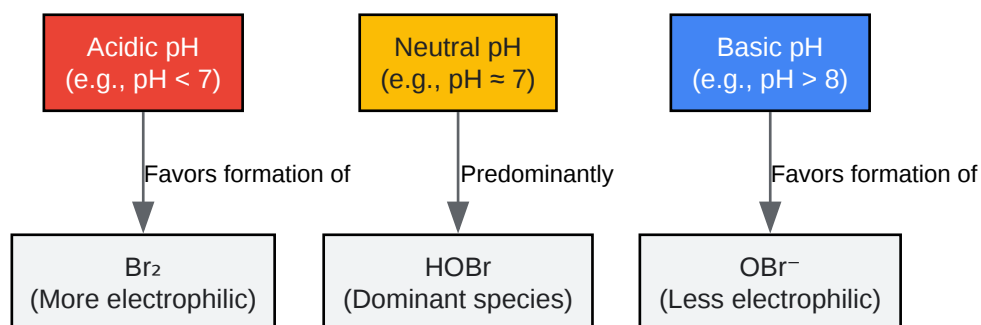 Acidic pH
(e.g., pH < 7)
Neutral pH
(e.g., pH ≈ 7)
Basic pH
(e.g., pH > 8)
Favors formation of
Predominantly
Favors formation of
Br₂
(More electrophilic)
HOBr
(Dominant species)
OBr⁻
(Less electrophilic)